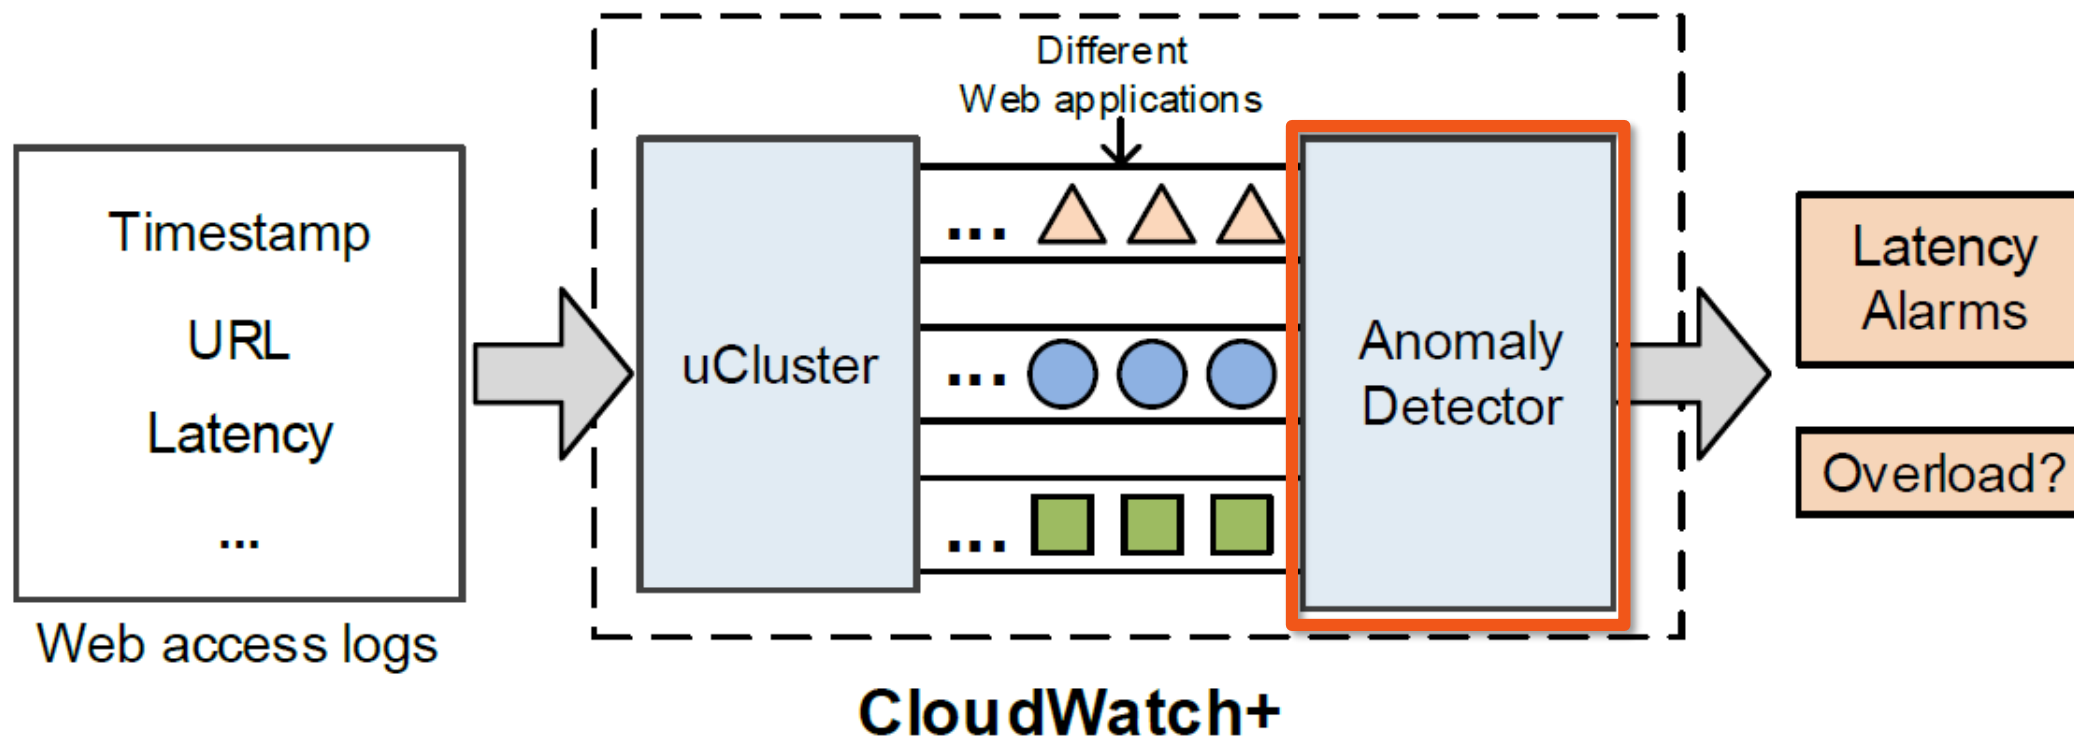 Timestamp
URL
Latency
...
Web access logs
Different
Web applications
uCluster
...
...
...
Anomaly
Detector
Latency
Alarms
Overload?
CloudWatch+